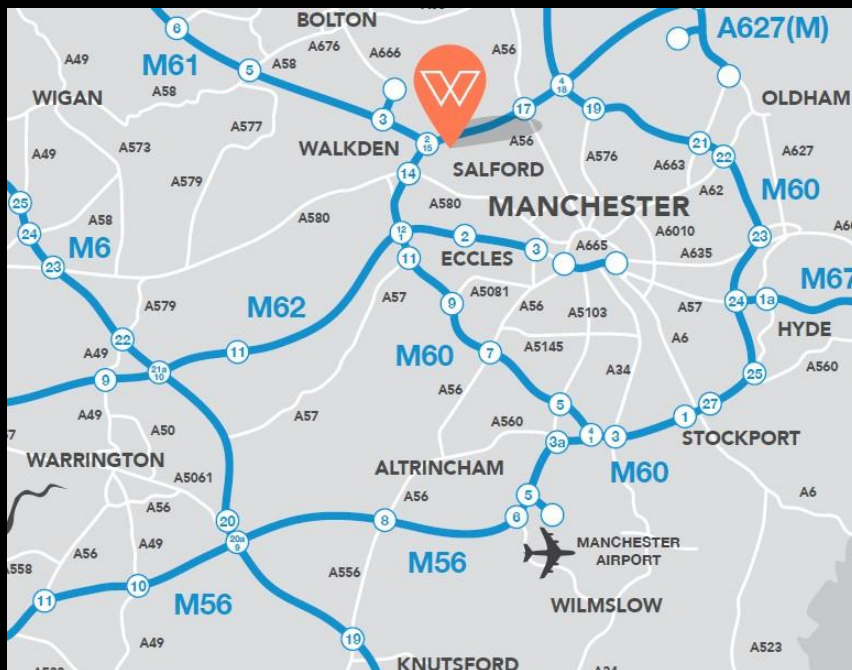 BOLTON
A56
A627(M)
6
A676
A666
M61
A49
5
A58
WIGAN
A58
W
4
18
17
19
OLDHAM
3
A577
2
15
A56
A573
WALKDEN
SALFORD
A576
21
22
A663
A627
A49
14
A62
M60
A579
A580
A580
MANCHESTER
25
A58
24
M6
12
1
2
A6010
23
ECCLES
3
A665
A635
23
11
M67
A579
A57
9
A5081
A56
A5103
A57
24
1a
M62
A6
HYDE
22
A49
11
M60
7
A5145
9
21a
10
A34
25
A560
A56
A49
A50
A57
5
27
1
A560
4
1
3
STOCKPORT
3a
WARRINGTON
ALTRINCHAM
M60
A5061
A56
5
A6
A56
20
8
6
A49
20a
9
MANCHESTER
AIRPORT
A56
A556
M56
A558
10
11
M56
WILMSLOW
19
A49
A523
KNUTSFORD